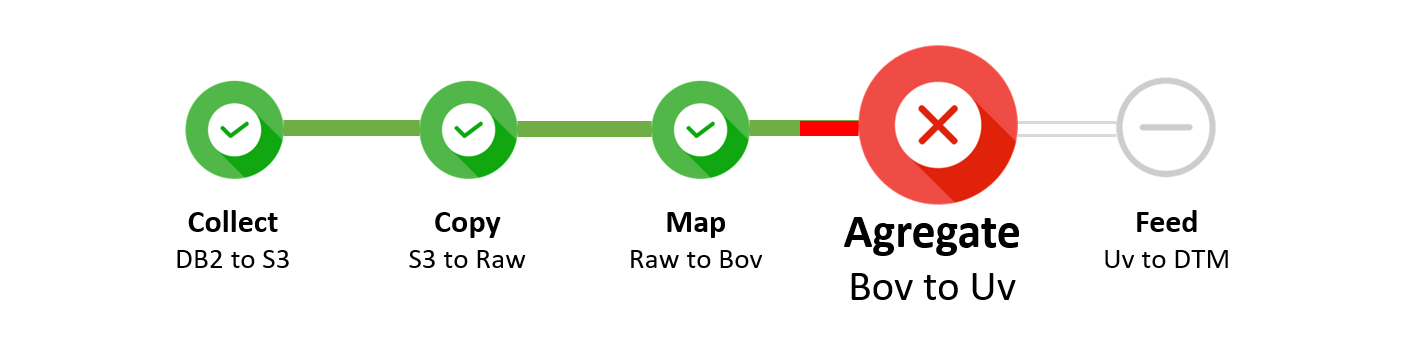 Collect
DB2 to S3
Copy
S3 to Raw
Map
Raw to Bov
Agregate
Bov to Uv
Feed
Uv to DTM